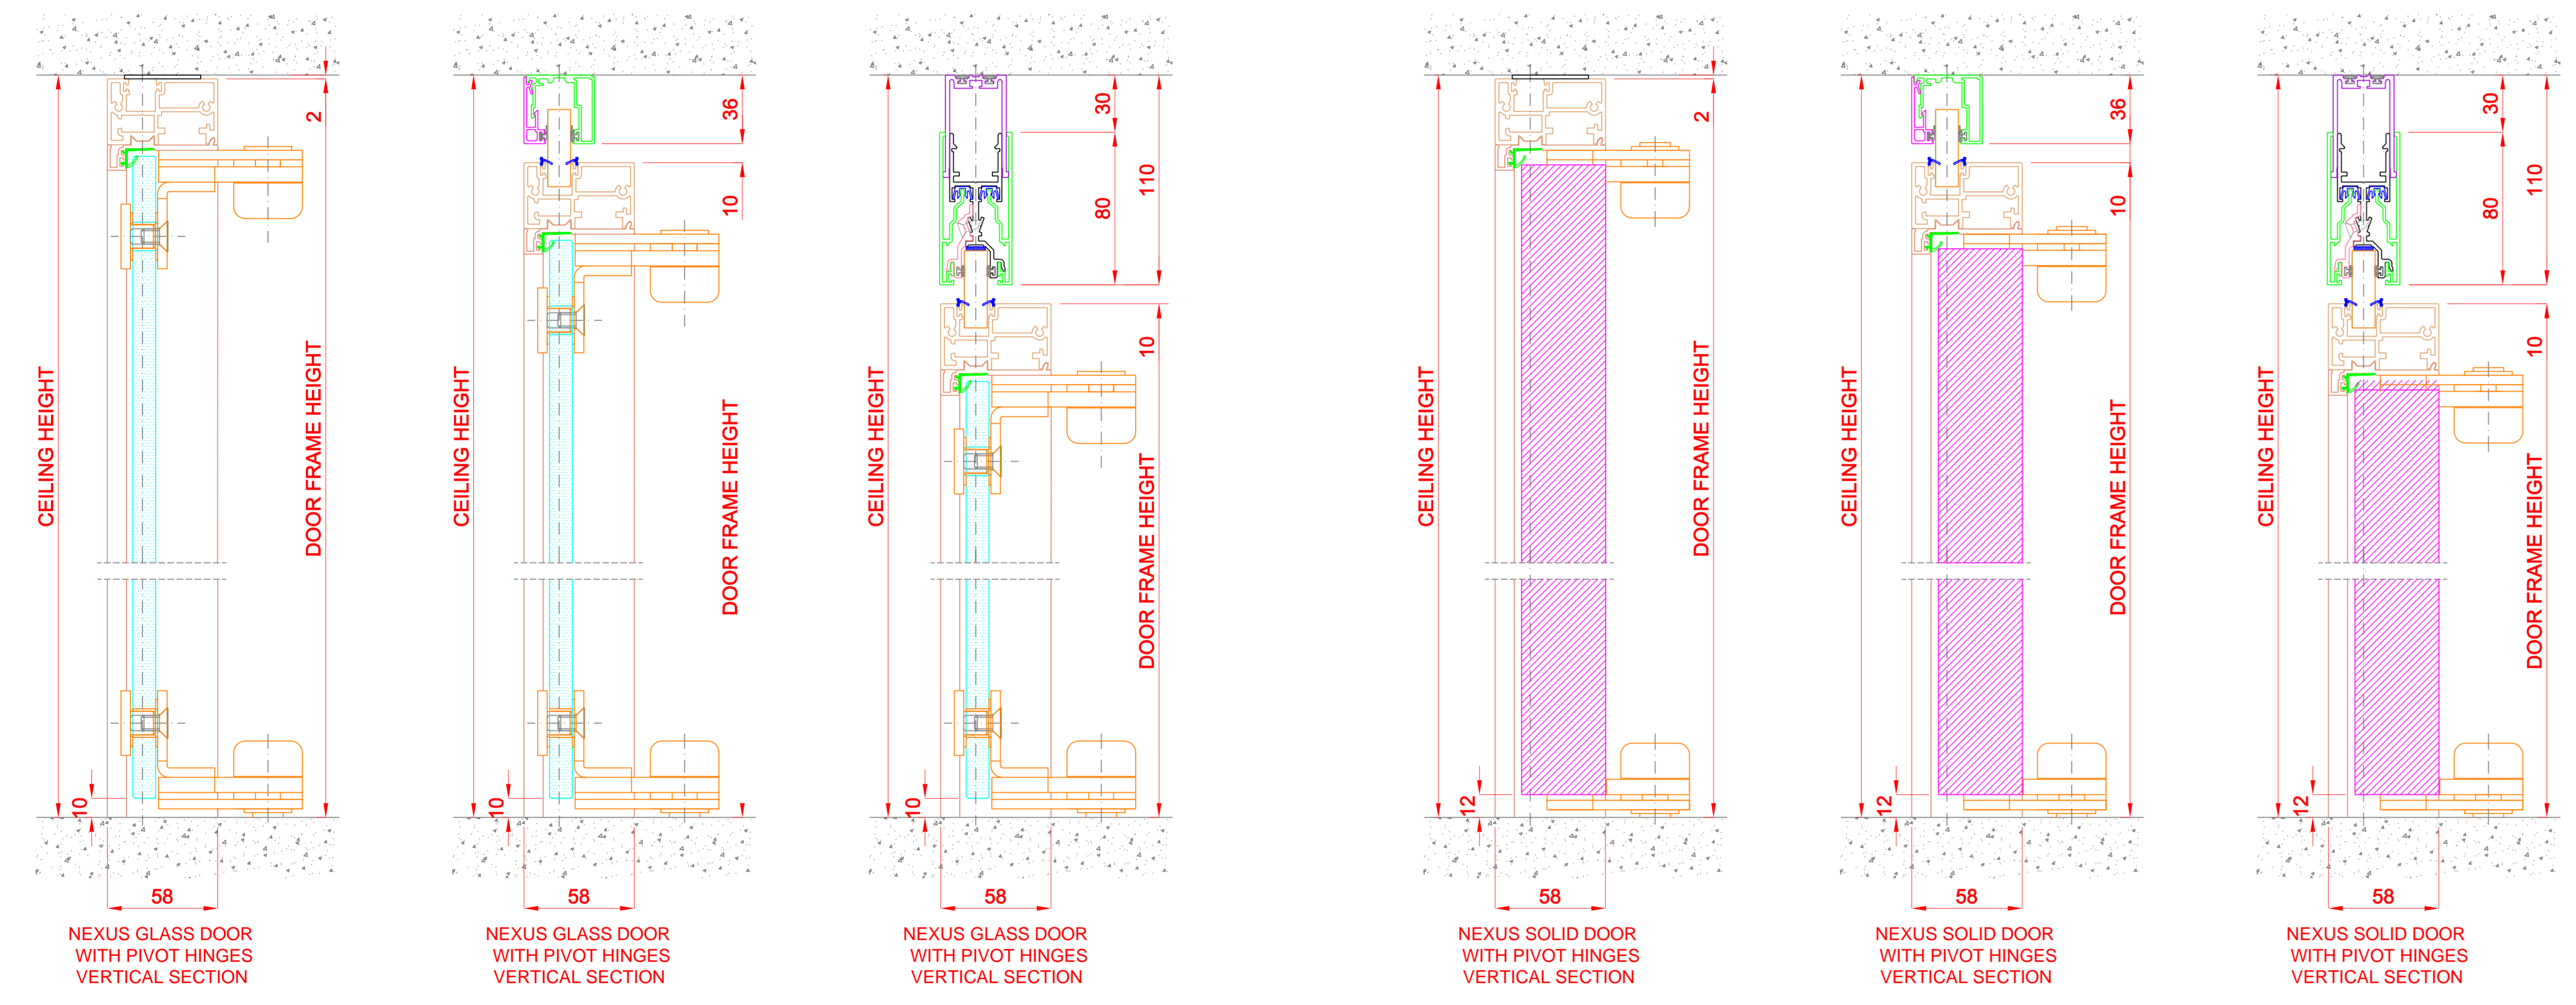 CEILING HEIGHT
DOOR FRAME HEIGHT
2
10
58
NEXUS GLASS DOOR
WITH PIVOT HINGES
VERTICAL SECTION
CEILING HEIGHT
36
10
DOOR FRAME HEIGHT
10
58
NEXUS GLASS DOOR
WITH PIVOT HINGES
VERTICAL SECTION
CEILING HEIGHT
30
80
110
10
DOOR FRAME HEIGHT
10
58
NEXUS GLASS DOOR
WITH PIVOT HINGES
VERTICAL SECTION
CEILING HEIGHT
2
DOOR FRAME HEIGHT
12
58
NEXUS SOLID DOOR
WITH PIVOT HINGES
VERTICAL SECTION
CEILING HEIGHT
36
10
DOOR FRAME HEIGHT
12
58
NEXUS SOLID DOOR
WITH PIVOT HINGES
VERTICAL SECTION
CEILING HEIGHT
30
80
110
10
DOOR FRAME HEIGHT
12
58
NEXUS SOLID DOOR
WITH PIVOT HINGES
VERTICAL SECTION